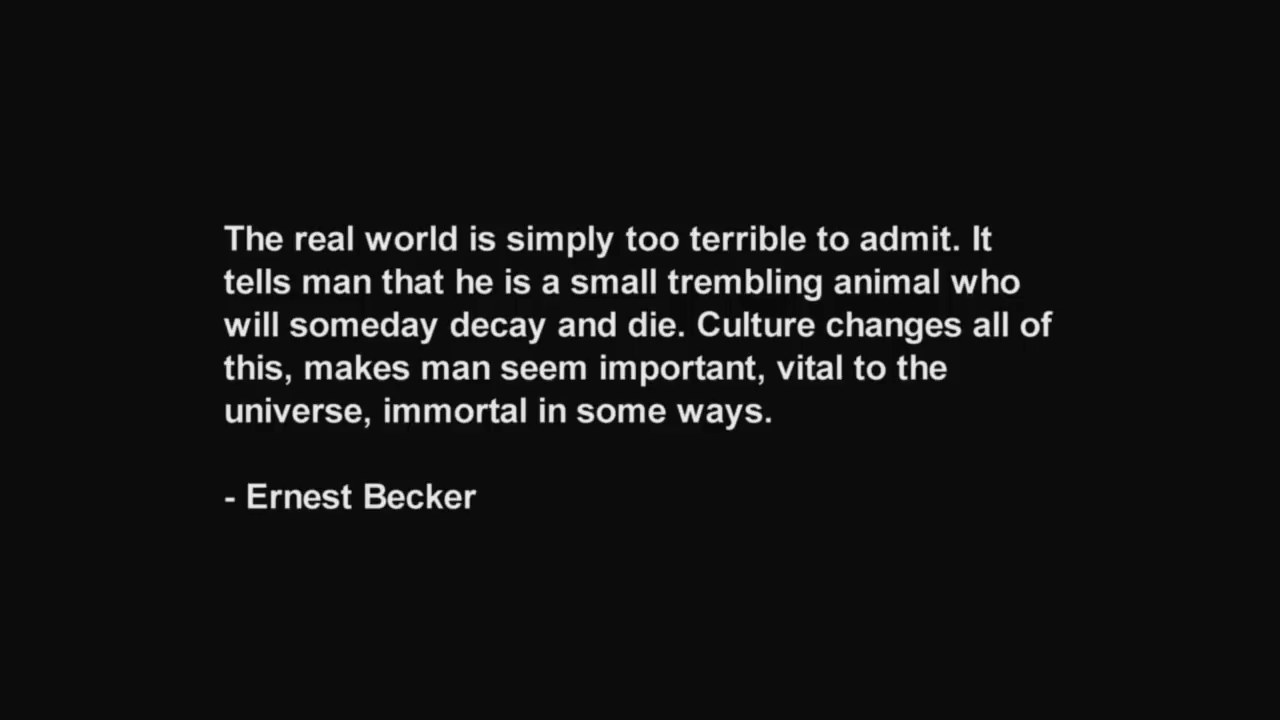 The real world is simply too terrible to admit. It
tells man that he is a small trembling animal who
will someday decay and die. Culture changes all of
this, makes man seem important, vital to the
universe, immortal in some ways.
- Ernest Becker